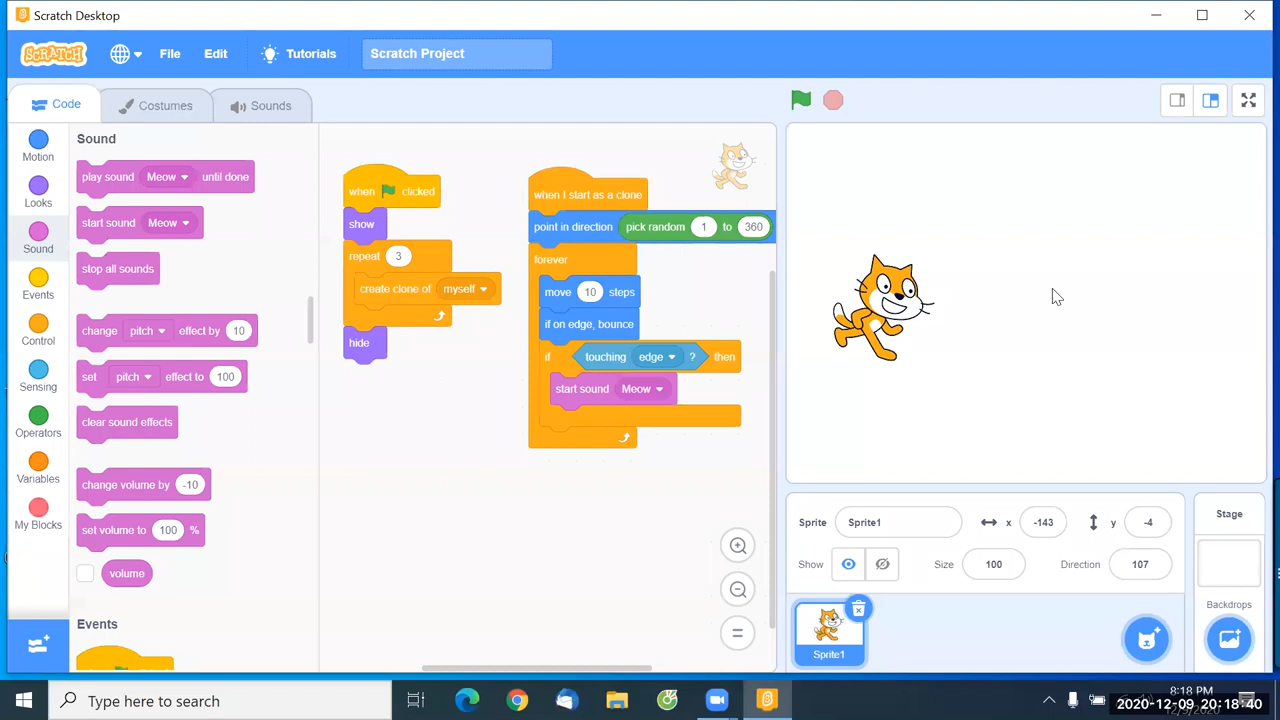 Scratch Desktop
SCRATCH
File
Edit
Tutorials
Scratch Project
Code
Costumes
Sounds
Motion
Looks
Sound
Events
Control
Sensing
Operators
Variables
My Blocks
Sound
play sound Meow until done
start sound Meow
stop all sounds
change pitch effect by 10
set pitch effect to 100
clear sound effects
change volume by -10
set volume to 100 %
volume
Events
when clicked
show
repeat 3
create clone of myself
hide
when I start as a clone
point in direction pick random 1 to 360
forever
move 10 steps
if on edge, bounce
if touching edge ? then
start sound Meow
Sprite Sprite1 x -143 y -4
Show Size 100 Direction 107
Sprite1
Stage
Backdrops
Type here to search
8:18 PM
2020-12-09 20:18:40